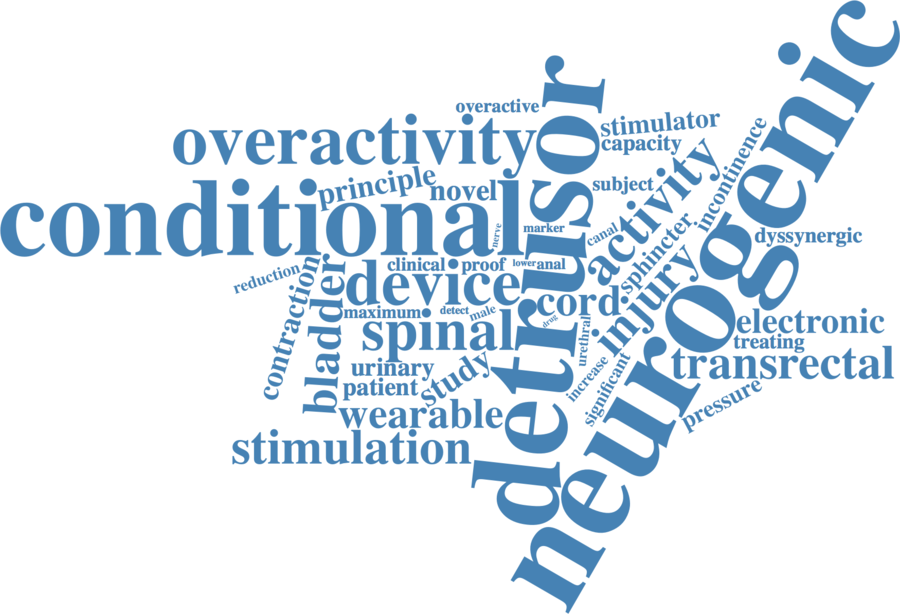 neurogenic
overactive
detrusor
stimulator
overactivity
capacity
incontinence
activity
principle
novel
subject
conditional
marker
nerve
canal
sphincter
dyssynergic
reduction
clinical
proof
lower
anal
contraction
bladder
device
cord
injury
maximum
detect
male
drug
spinal
urethral
electronic
treating
urinary
study
increase
transrectal
patient
significant
pressure
wearable
stimulation